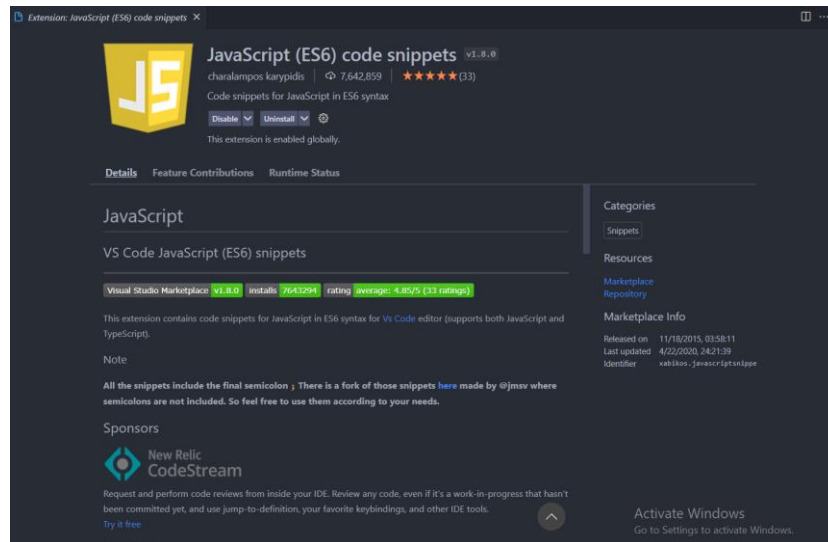 Extension: JavaScript (ES6) code snippets
JS
JavaScript (ES6) code snippets v1.8.0
charalampos karypidis 7,642,859 ★★★★★(33)
Code snippets for JavaScript in ES6 syntax
Disable Uninstall
This extension is enabled globally.
Details Feature Contributions Runtime Status
JavaScript
VS Code JavaScript (ES6) snippets
Visual Studio Marketplace v1.8.0 installs 7643294 rating average: 4.85/5 (33 ratings)
This extension contains code snippets for JavaScript in ES6 syntax for Vs Code editor (supports both JavaScript and
TypeScript).
Note
All the snippets include the final semicolon ; There is a fork of those snippets here made by @jmsv where
semicolons are not included. So feel free to use them according to your needs.
Sponsors
New Relic
CodeStream
Request and perform code reviews from inside your IDE. Review any code, even if it's a work-in-progress that hasn't
been committed yet, and use jump-to-definition, your favorite keybindings, and other IDE tools.
Try it free
Categories
Snippets
Resources
Marketplace
Repository
Marketplace Info
Released on 11/18/2015, 03:58:11
Last updated 4/22/2020, 24:21:39
Identifier xabikos.javascriptsnippe
Activate Windows
Go to Settings to activate Windows.